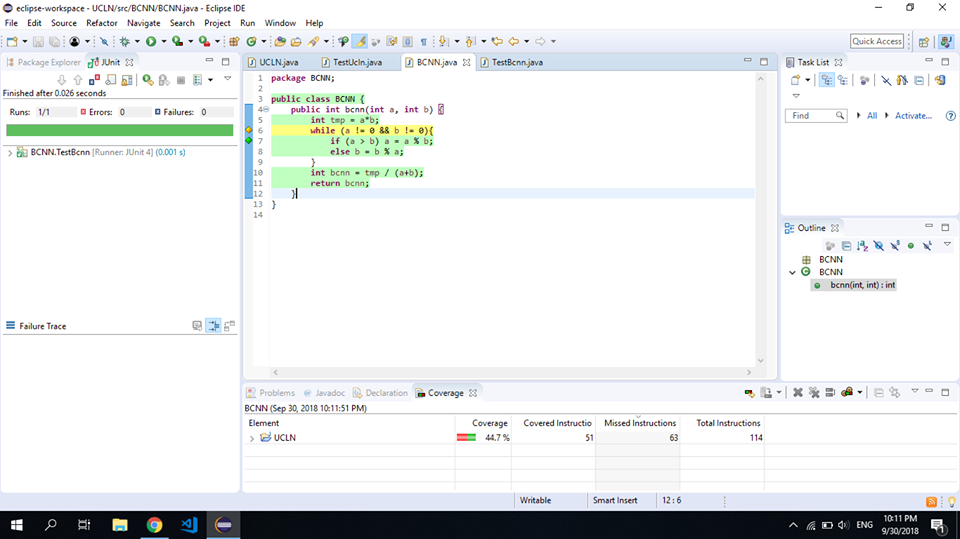 eclipse-workspace - UCLN/src/BCNN/BCNN.java - Eclipse IDE
File Edit Source Refactor Navigate Search Project Run Window Help
Quick Access
Package Explorer JUnit
Finished after 0.026 seconds
Runs: 1/1 Errors: 0 Failures: 0
BCNN.TestBcnn [Runner: JUnit 4] (0.001 s)
Failure Trace
UCLN.java TestUcln.java BCNN.java TestBcnn.java
1 package BCNN;
2
3 public class BCNN {
4 public int bcnn(int a, int b) {
5 int tmp = a*b;
6 while (a != 0 && b != 0){
7 if (a > b) a = a % b;
8 else b = b % a;
9 }
10 int bcnn = tmp / (a+b);
11 return bcnn;
12 }
13 }
14
Task List
Find All Activate...
Outline
BCNN
BCNN
bcnn(int, int) : int
Problems Javadoc Declaration Coverage
BCNN (Sep 30, 2018 10:11:51 PM)
Element Coverage Covered Instructio Missed Instructions Total Instructions
UCLN 44.7 % 51 63 114
Writable Smart Insert 12 : 6
ENG
10:11 PM
9/30/2018
1